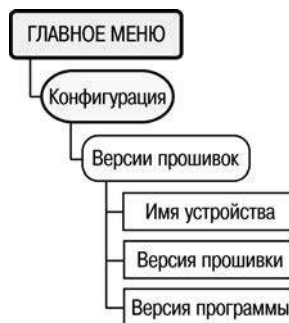 ГЛАВНОЕ МЕНЮ
Конфигурация
Версии прошивок
Имя устройства
Версия прошивки
Версия программы